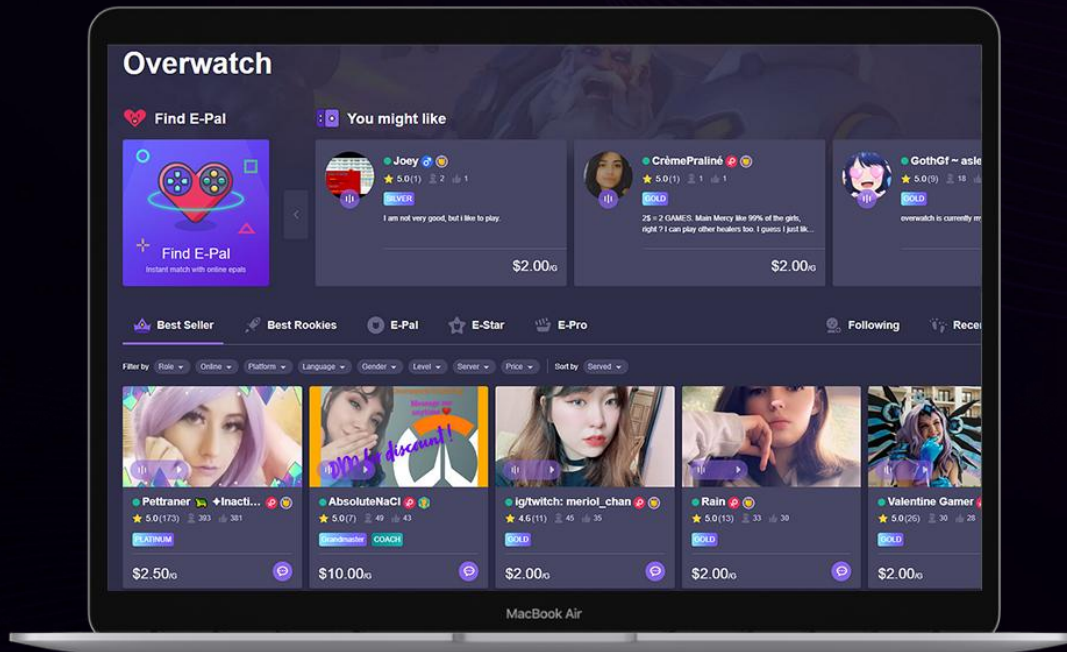 Overwatch
Find E-Pal
You might like
Find E-Pal
Instant match with online epals
Joey
5.0(1) 2 1
SILVER
I am not very good, but i like to play.
$2.00/G
CrèmePraliné
5.0(1) 1 1
GOLD
2$ = 2 GAMES. Main Mercy like 99% of the girls,
right ? I can play other healers too. I guess I just lik...
$2.00/G
GothGf ~ asle
5.0(9) 18
GOLD
overwatch is currently m
Best Seller Best Rookies E-Pal E-Star E-Pro Following Recen
Filter by Role Online Platform Language Gender Level Server Price Sort by Served
Pettraner +Inacti...
5.0(173) 393 381
PLATINUM
$2.50/G
Message me
anytime
DM for discount!
AbsoluteNaCl
5.0(7) 49 43
Grandmaster COACH
$10.00/G
ig/twitch: meriol_chan
4.6(11) 45 35
GOLD
$2.00/G
Rain
5.0(13) 33 30
GOLD
$2.00/G
Valentine Gamer
5.0(26) 30 28
GOLD
$2.00/G
MacBook Air